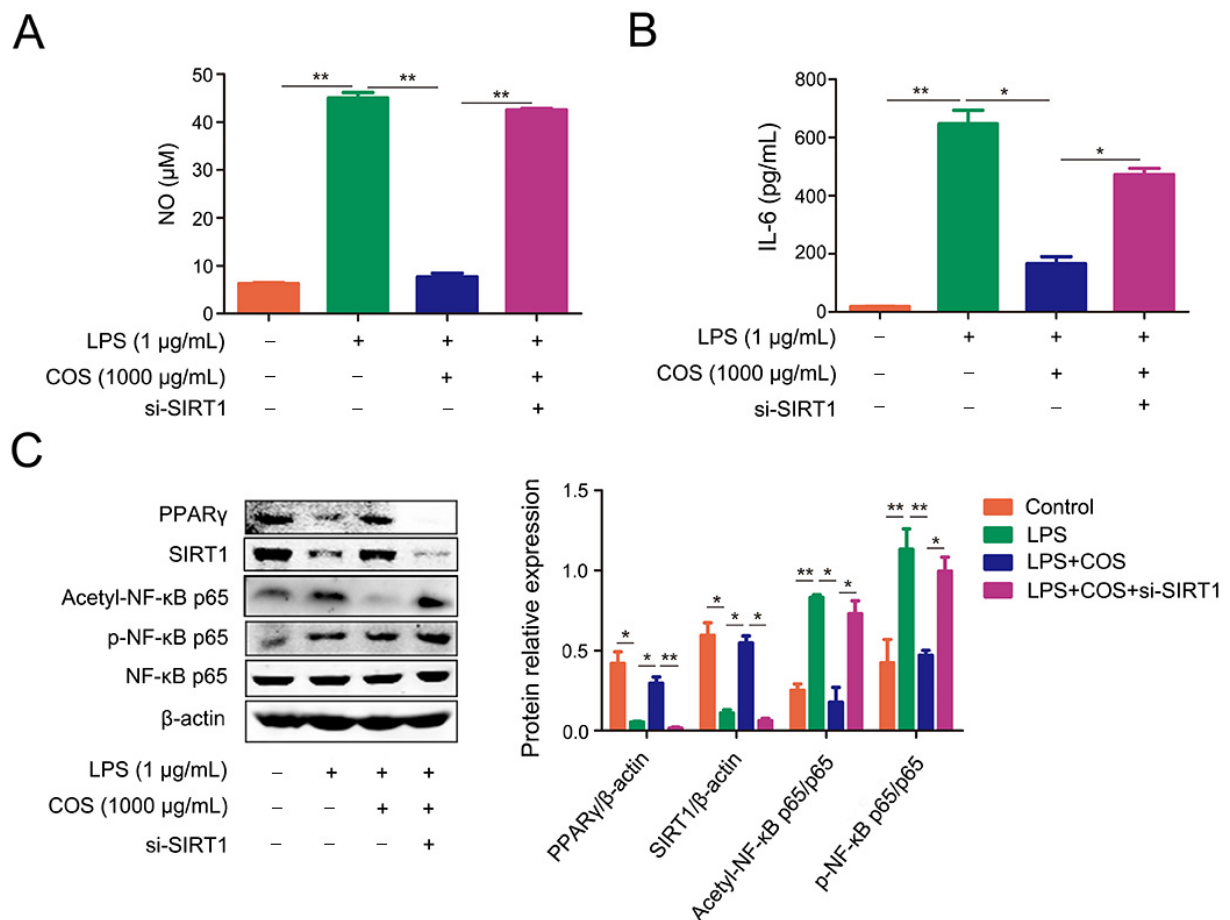 A
50
40
30
20
10
0
NO (µM)
** ** **
LPS (1 µg/mL) – + + +
COS (1000 µg/mL) – – + +
si-SIRT1 – – – +
B
800
600
400
200
0
IL-6 (pg/mL)
** * *
LPS (1 µg/mL) – + + +
COS (1000 µg/mL) – – + +
si-SIRT1 – – – +
C
PPARγ
SIRT1
Acetyl-NF-κB p65
p-NF-κB p65
NF-κB p65
β-actin
LPS (1 µg/mL) – + + +
COS (1000 µg/mL) – – + +
si-SIRT1 – – – +
Protein relative expression
1.5
1.0
0.5
0.0
* * **
* * *
** * *
** ** *
PPARγ/β-actin
SIRT1/β-actin
Acetyl-NF-κB p65/p65
p-NF-κB p65/p65
Control
LPS
LPS+COS
LPS+COS+si-SIRT1